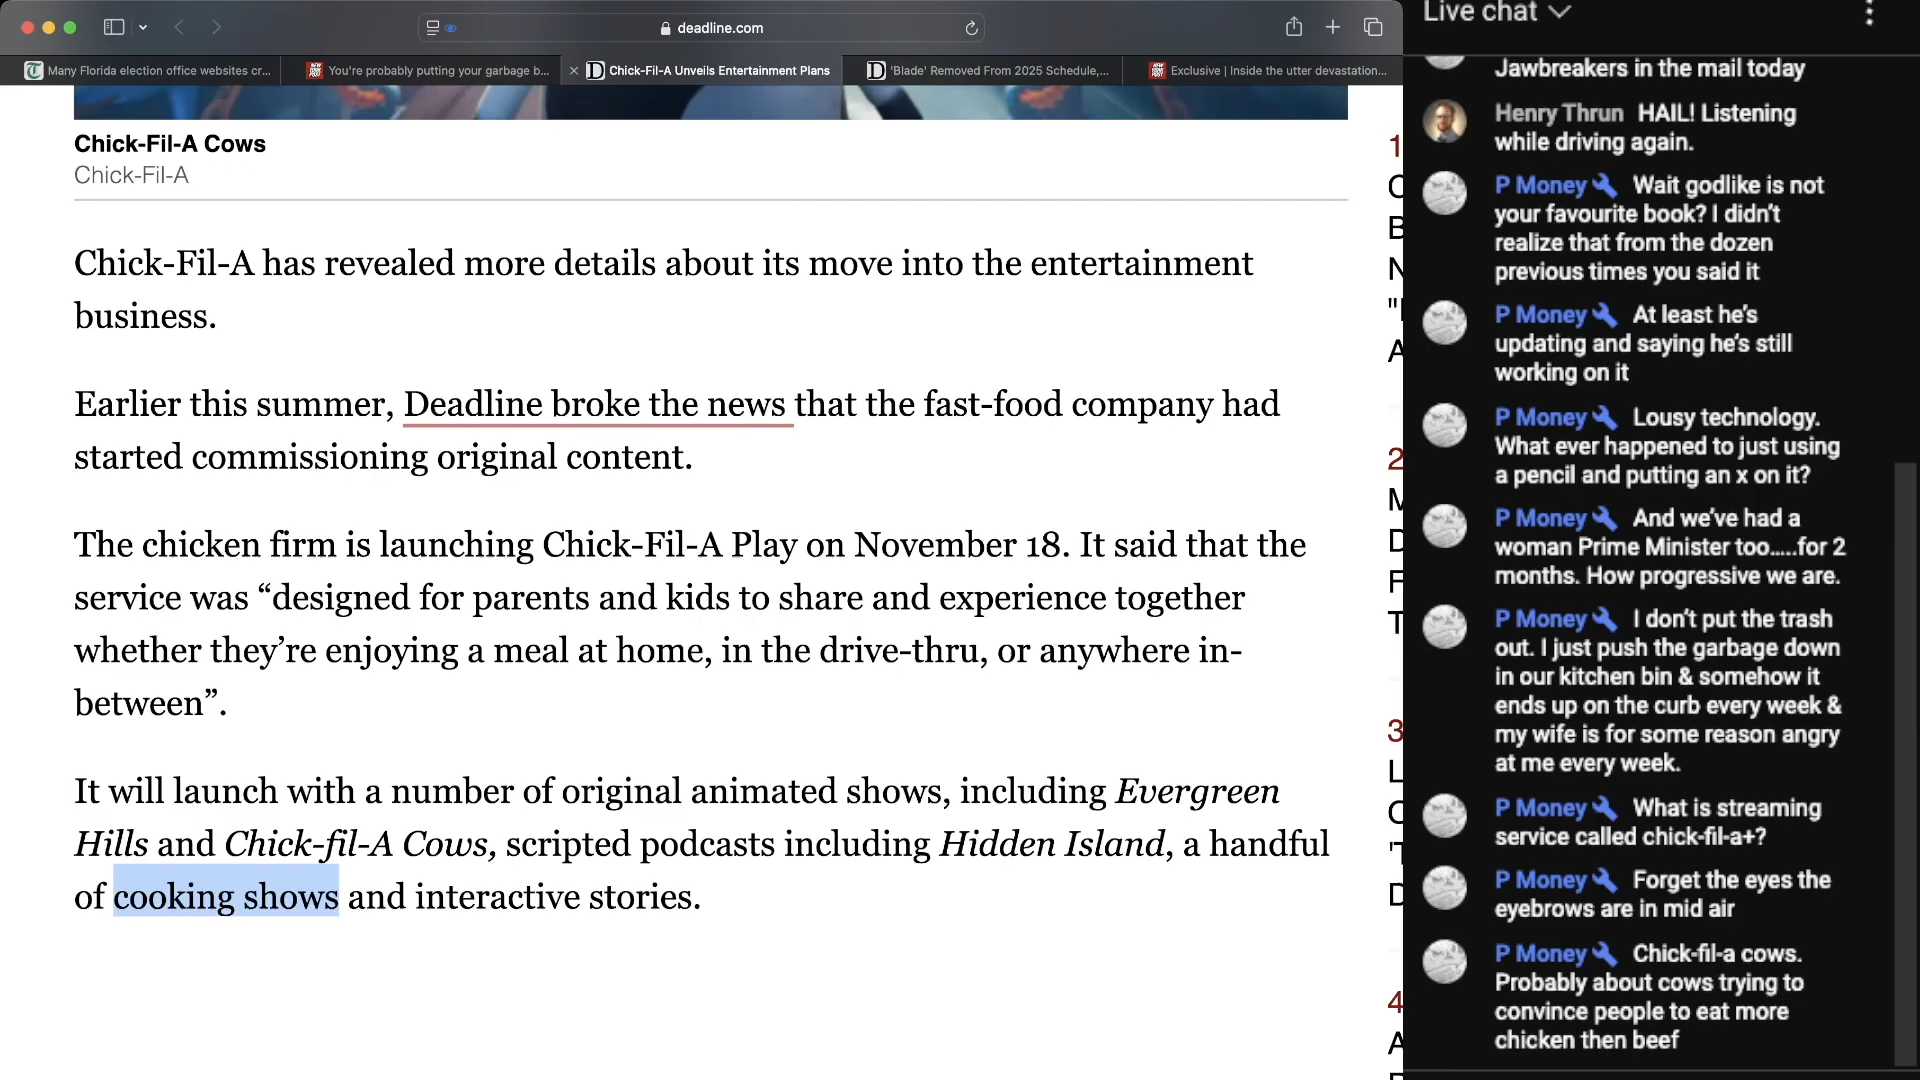 deadline.com
Many Florida election office websites cr...
You're probably putting your garbage b...
Chick-Fil-A Unveils Entertainment Plans
'Blade' Removed From 2025 Schedule,...
Exclusive | Inside the utter devastation...
Chick-Fil-A Cows
Chick-Fil-A
Chick-Fil-A has revealed more details about its move into the entertainment
business.
Earlier this summer, Deadline broke the news that the fast-food company had
started commissioning original content.
The chicken firm is launching Chick-Fil-A Play on November 18. It said that the
service was “designed for parents and kids to share and experience together
whether they’re enjoying a meal at home, in the drive-thru, or anywhere in-
between”.
It will launch with a number of original animated shows, including Evergreen
Hills and Chick-fil-A Cows, scripted podcasts including Hidden Island, a handful
of cooking shows and interactive stories.
1
2
3
4
Live chat
Jawbreakers in the mail today
Henry Thrun HAIL! Listening
while driving again.
P Money Wait godlike is not
your favourite book? I didn't
realize that from the dozen
previous times you said it
P Money At least he's
updating and saying he's still
working on it
P Money Lousy technology.
What ever happened to just using
a pencil and putting an x on it?
P Money And we've had a
woman Prime Minister too.....for 2
months. How progressive we are.
P Money I don't put the trash
out. I just push the garbage down
in our kitchen bin & somehow it
ends up on the curb every week &
my wife is for some reason angry
at me every week.
P Money What is streaming
service called chick-fil-a+?
P Money Forget the eyes the
eyebrows are in mid air
P Money Chick-fil-a cows.
Probably about cows trying to
convince people to eat more
chicken then beef